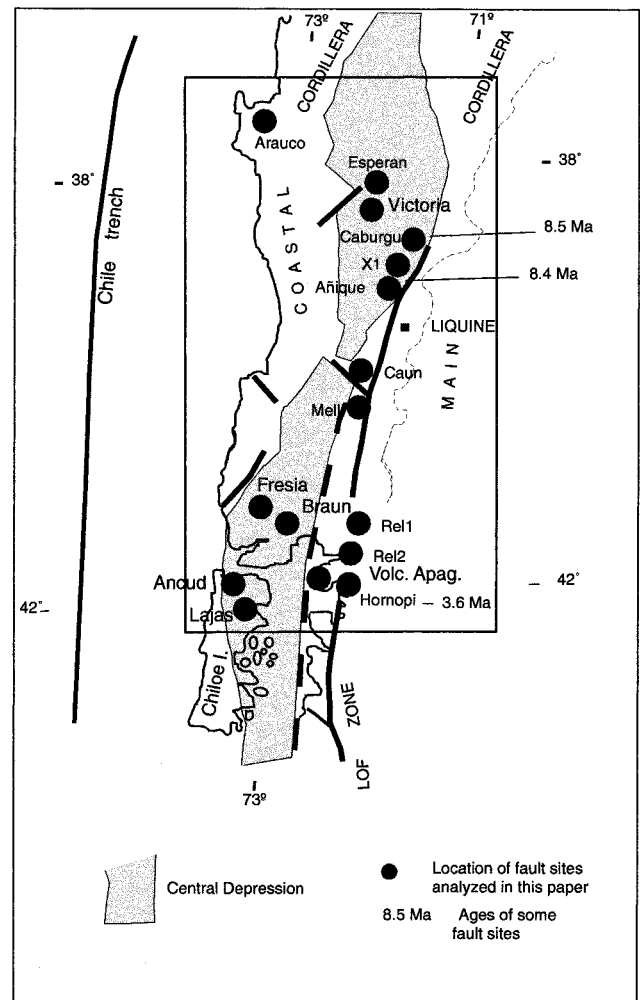 73º
71º
CORDILLERA
CORDILLERA
Arauco
38°
38°
Esperan
Victoria
Chile trench
COASTAL
Caburgu
8.5 Ma
X1
Añique
8.4 Ma
LIQUINE
MAIN
Caun
Mell
Fresia
Braun
Rel1
Rel2
Volc. Apag.
Ancud
42°
Hornopi
3.6 Ma
42°
Lajas
Chiloe I.
ZONE
LOF
73º
Central Depression
Location of fault sites
analyzed in this paper
8.5 Ma Ages of some
fault sites